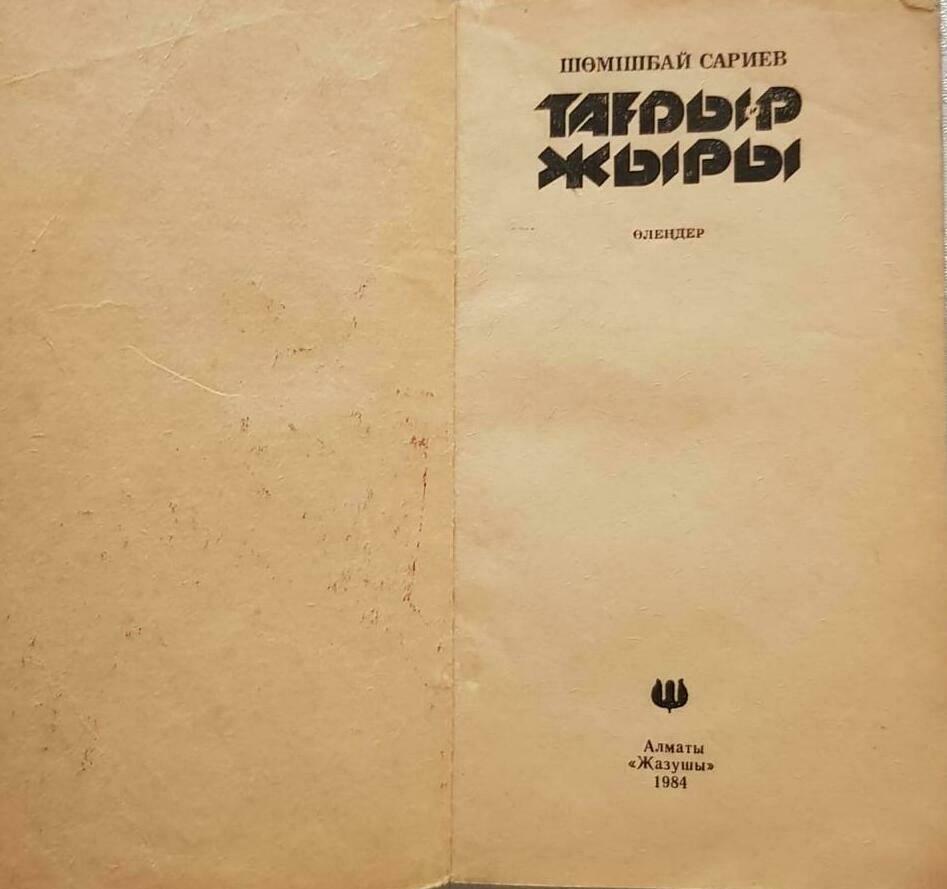 ШӨМІШБАЙ САРИЕВ
ТАҒДЫР
ЖЫРЫ
ӨЛЕҢДЕР
Алматы
«Жазушы»
1984